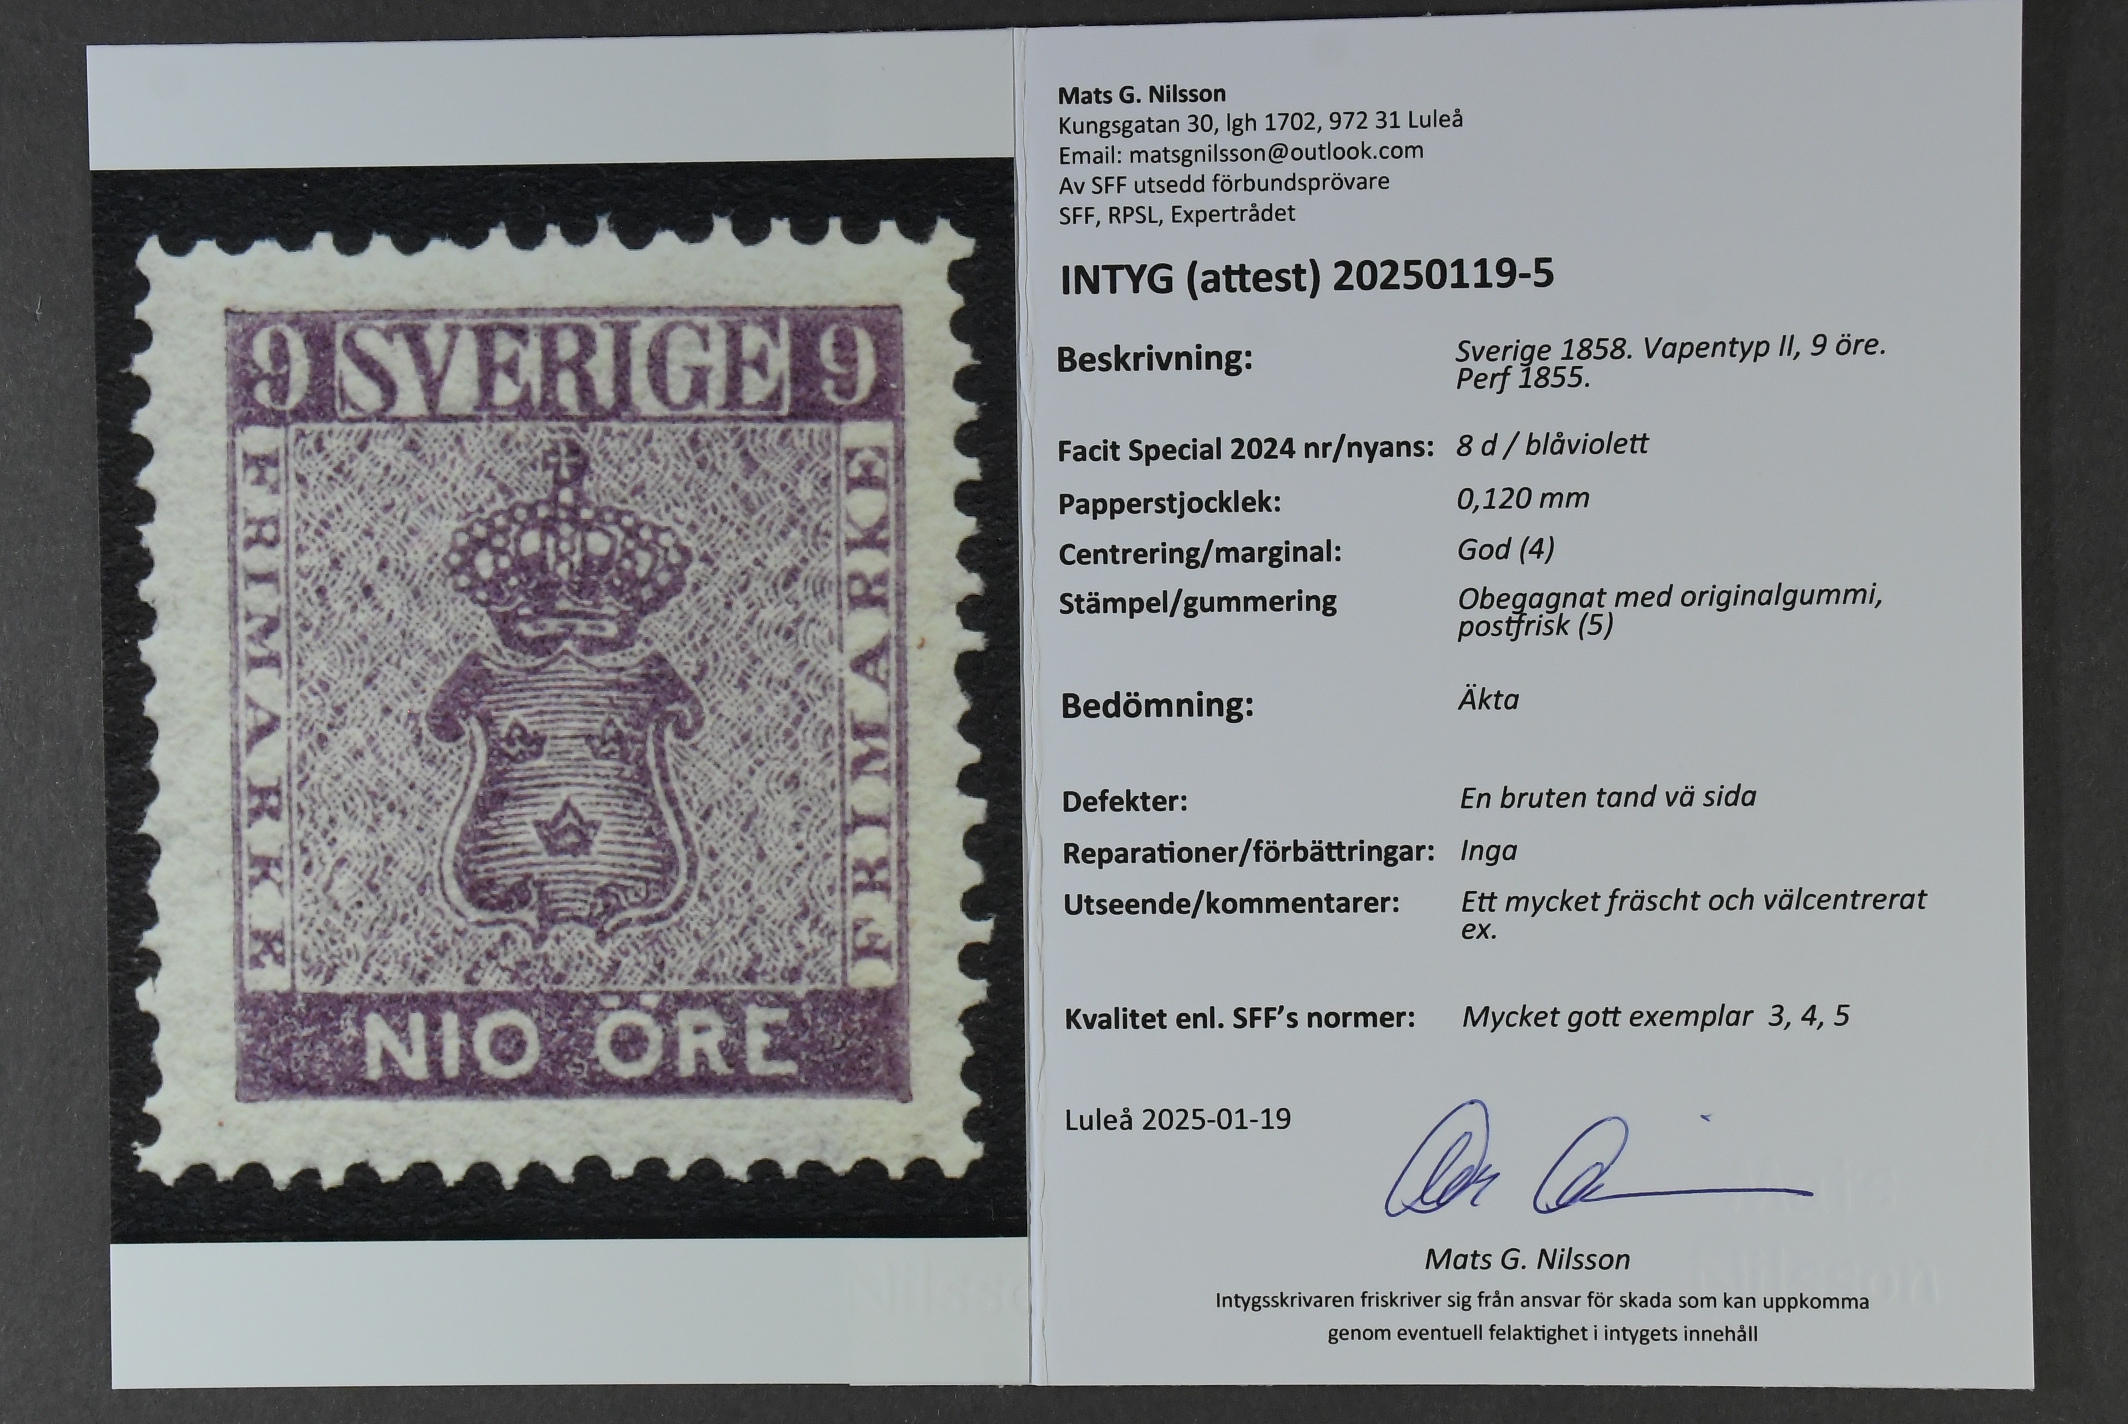 9 SVERIGE 9
FRIMARKE
FRIMARKE
NIO ÖRE
Mats G. Nilsson
Kungsgatan 30, lgh 1702, 972 31 Luleå
Email: matsgnilsson@outlook.com
Av SFF utsedd förbundsprövare
SFF, RPSL, Expertrådet
INTYG (attest) 20250119-5
Beskrivning: Sverige 1858. Vapentyp II, 9 öre.
Perf 1855.
Facit Special 2024 nr/nyans: 8 d / blåviolett
Papperstjocklek: 0,120 mm
Centrering/marginal: God (4)
Stämpel/gummering Obegagnat med originalgummi,
postfrisk (5)
Bedömning: Äkta
Defekter: En bruten tand vä sida
Reparationer/förbättringar: Inga
Utseende/kommentarer: Ett mycket fräscht och välcentrerat
ex.
Kvalitet enl. SFF's normer: Mycket gott exemplar 3, 4, 5
Luleå 2025-01-19
Mats G. Nilsson
Intygsskrivaren friskriver sig från ansvar för skada som kan uppkomma
genom eventuell felaktighet i intygets innehåll